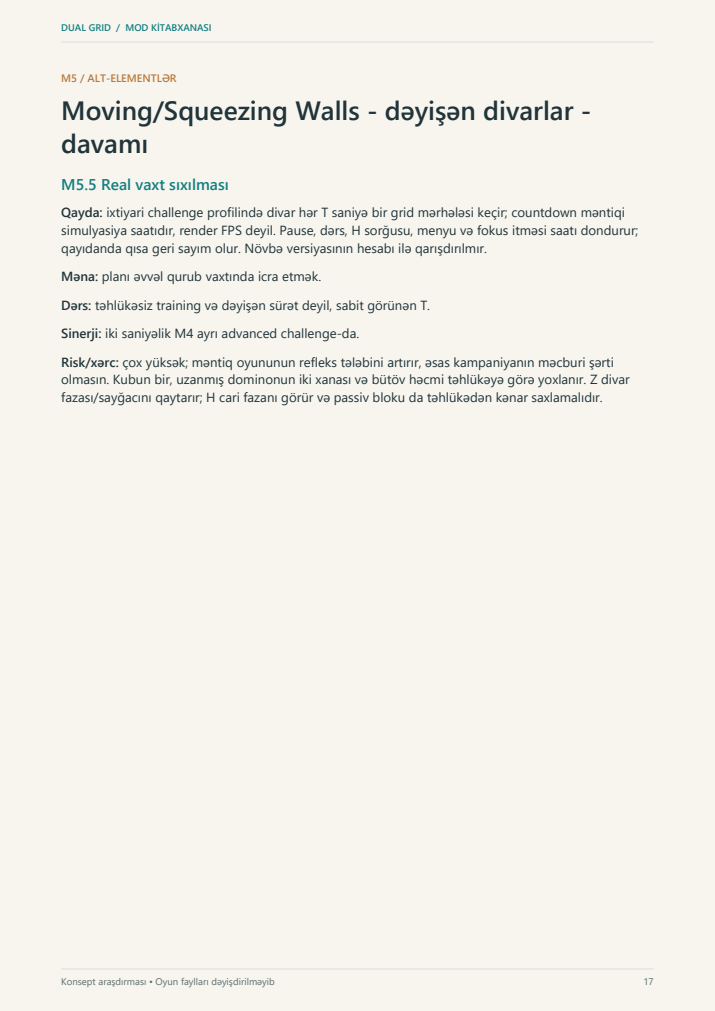 DUAL GRID / MOD KİTABXANASI
M5 / ALT-ELEMENTLƏR
Moving/Squeezing Walls - dəyişən divarlar -
davamı
M5.5 Real vaxt sıxılması
Qayda: ixtiyari challenge profilində divar hər T saniyə bir grid mərhələsi keçir; countdown məntiqi
simulyasiya saatıdır, render FPS deyil. Pause, dərs, H sorğusu, menyu və fokus itməsi saatı dondurur;
qayıdanda qısa geri sayım olur. Növbə versiyasının hesabı ilə qarışdırılmır.
Məna: planı əvvəl qurub vaxtında icra etmək.
Dərs: təhlükəsiz training və dəyişən sürət deyil, sabit görünən T.
Sinerji: iki saniyəlik M4 ayrı advanced challenge-da.
Risk/xərc: çox yüksək; məntiq oyununun refleks tələbini artırır, əsas kampaniyanın məcburi şərti
olmasın. Kubun bir, uzanmış dominonun iki xanası və bütöv həcmi təhlükəyə görə yoxlanır. Z divar
fazası/sayğacını qaytarır; H cari fazanı görür və passiv bloku da təhlükədən kənar saxlamalıdır.
Konsept araşdırması • Oyun faylları dəyişdirilməyib
17